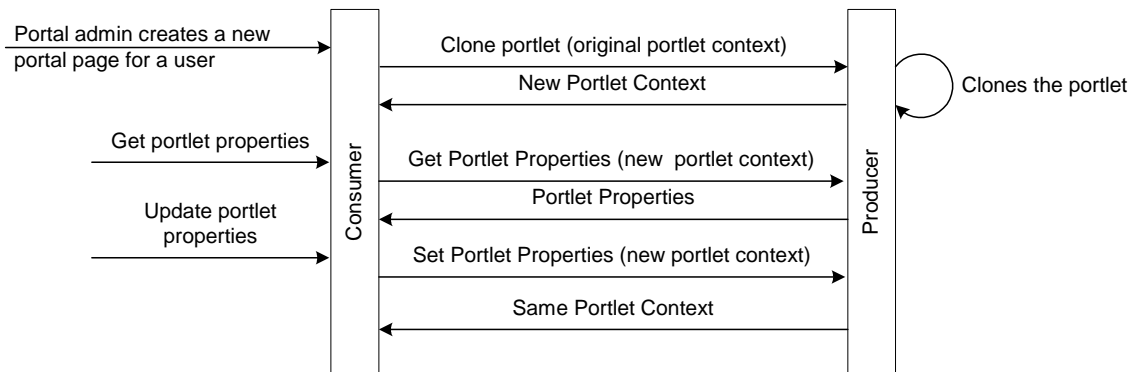 Portal admin creates a new
portal page for a user
Clone portlet (original portlet context)
New Portlet Context
Clones the portlet
Get portlet properties
Get Portlet Properties (new portlet context)
Portlet Properties
Update portlet
properties
Set Portlet Properties (new portlet context)
Same Portlet Context
Consumer
Producer